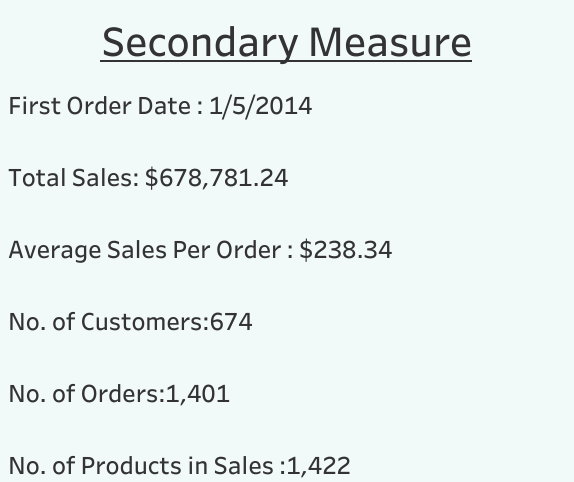 Secondary Measure
First Order Date : 1/5/2014
Total Sales: $678,781.24
Average Sales Per Order : $238.34
No. of Customers:674
No. of Orders:1,401
No. of Products in Sales :1,422